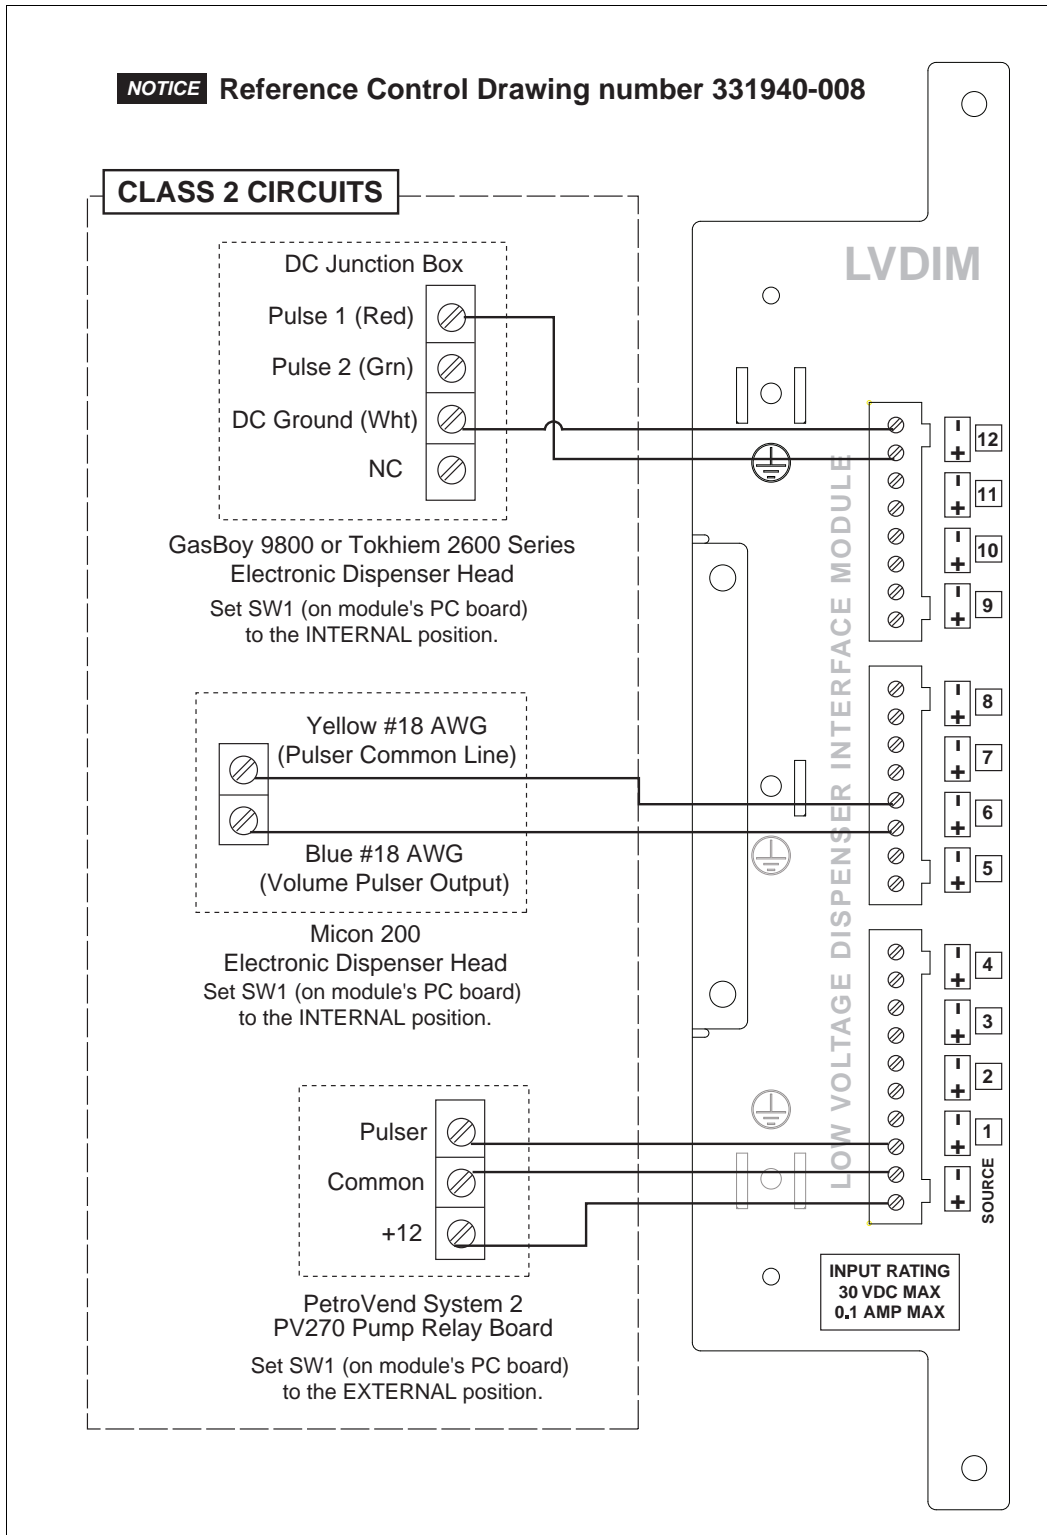 NOTICE Reference Control Drawing number 331940-008
CLASS 2 CIRCUITS
DC Junction Box
Pulse 1 (Red)
Pulse 2 (Grn)
DC Ground (Wht)
NC
GasBoy 9800 or Tokhiem 2600 Series
Electronic Dispenser Head
Set SW1 (on module's PC board)
to the INTERNAL position.
Yellow #18 AWG
(Pulser Common Line)
Blue #18 AWG
(Volume Pulser Output)
Micon 200
Electronic Dispenser Head
Set SW1 (on module's PC board)
to the INTERNAL position.
Pulser
Common
+12
PetroVend System 2
PV270 Pump Relay Board
Set SW1 (on module's PC board)
to the EXTERNAL position.
LVDIM
LOW VOLTAGE DISPENSER INTERFACE MODULE
- + 12
- + 11
- + 10
- + 9
- + 8
- + 7
- + 6
- + 5
- + 4
- + 3
- + 2
- + 1
- + SOURCE
INPUT RATING
30 VDC MAX
0.1 AMP MAX